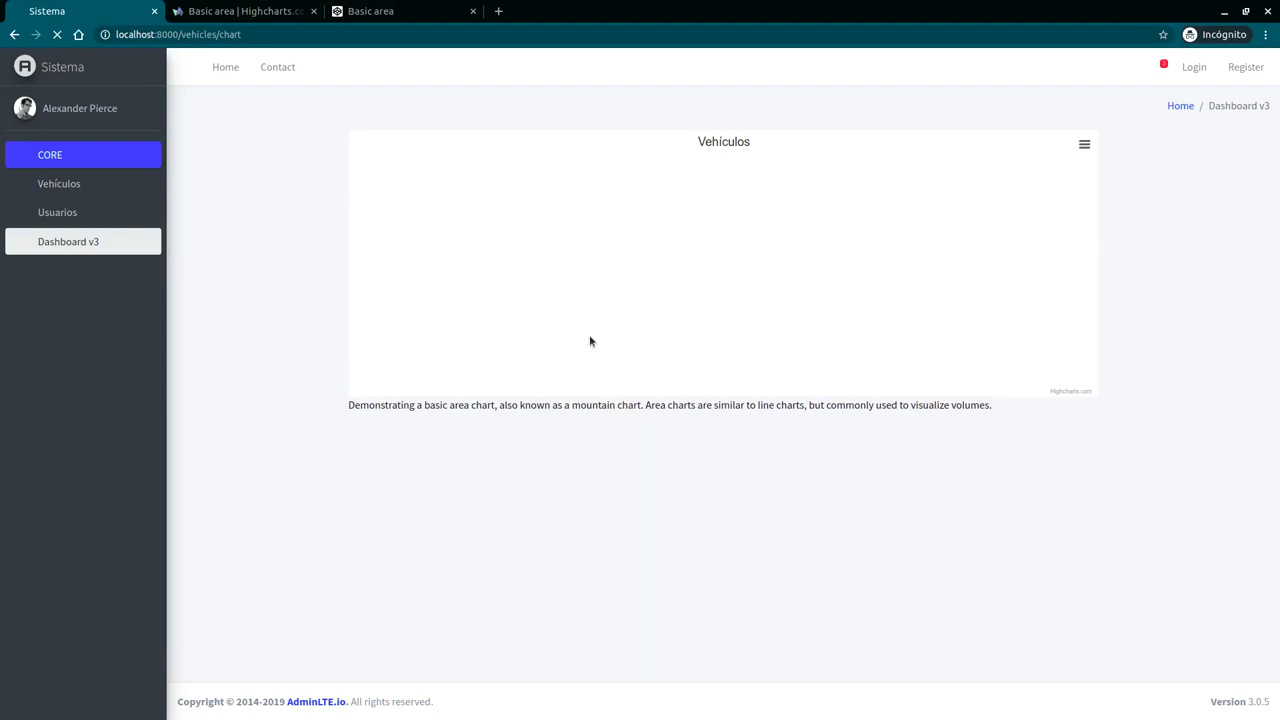 Sistema
Basic area | Highcharts.co
Basic area
localhost:8000/vehicles/chart
Incógnito
Sistema
Home
Contact
Login
Register
Alexander Pierce
Home / Dashboard v3
CORE
Vehículos
Usuarios
Dashboard v3
Vehículos
Highcharts.com
Demonstrating a basic area chart, also known as a mountain chart. Area charts are similar to line charts, but commonly used to visualize volumes.
Copyright © 2014-2019 AdminLTE.io. All rights reserved.
Version 3.0.5